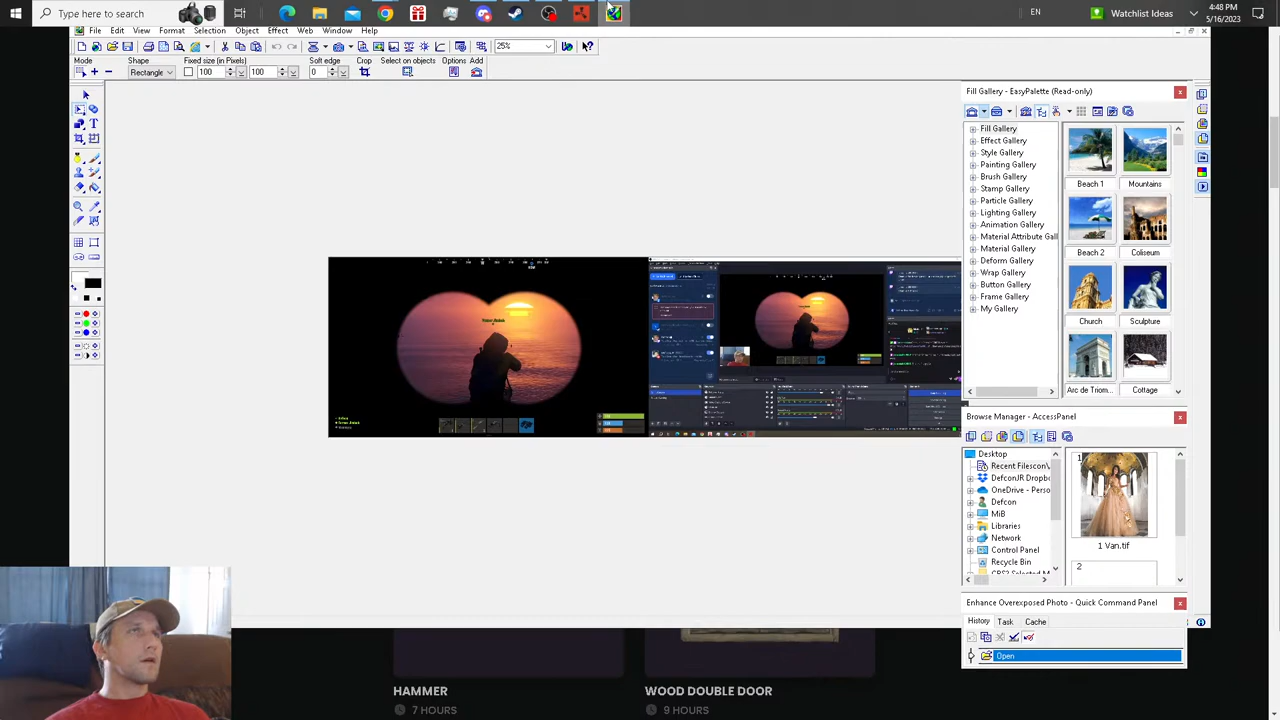 Type here to search
EN
Watchlist Ideas
4:48 PM
5/16/2023
File Edit View Format Selection Object Effect Web Window Help
25%
Mode
Shape
Fixed size (in Pixels)
Soft edge
Crop
Select on objects
Options
Add
Rectangle
100
100
0
Fill Gallery - EasyPalette (Read-only)
Fill Gallery
Effect Gallery
Style Gallery
Painting Gallery
Brush Gallery
Stamp Gallery
Particle Gallery
Lighting Gallery
Animation Gallery
Material Attribute Gall
Material Gallery
Deform Gallery
Wrap Gallery
Button Gallery
Frame Gallery
My Gallery
Beach 1
Mountains
Beach 2
Coliseum
Church
Sculpture
Arc de Triom...
Cottage
Browse Manager - AccessPanel
Desktop
Recent Files
DefconJR Dropbo
OneDrive - Perso
Defcon
MiB
Libraries
Network
Control Panel
Recycle Bin
1
1 Van.tif
2
Enhance Overexposed Photo - Quick Command Panel
History Task Cache
Open
HAMMER
7 HOURS
WOOD DOUBLE DOOR
9 HOURS